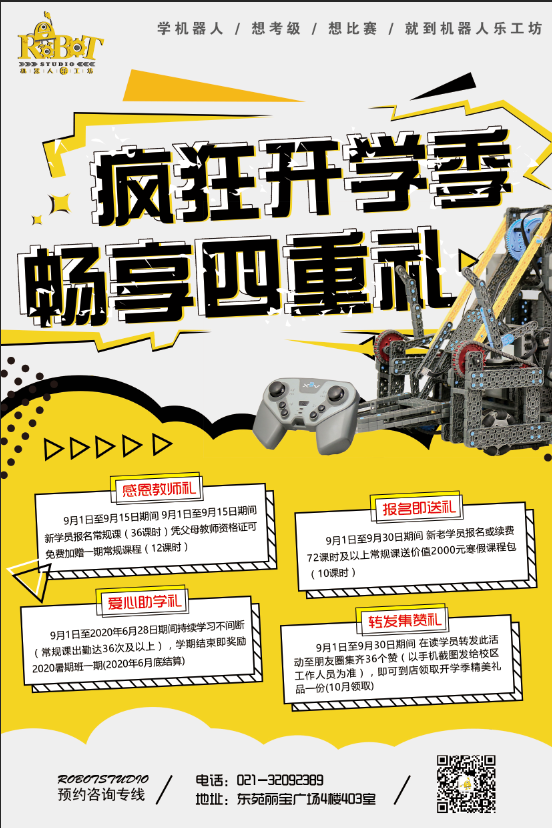 ROBOT
STUDIO
机器人乐工坊
学机器人 / 想考级 / 想比赛 / 就到机器人乐工坊
疯狂开学季
畅享四重礼
感恩教师礼
9月1日至9月15日期间 9月1日至9月15日期间
新学员报名常规课（36课时）凭父母教师资格证可
免费加赠一期常规课程（12课时）
报名即送礼
9月1日至9月30日期间 新老学员报名或续费
72课时及以上常规课送价值2000元寒假课程包
（10课时）
爱心助学礼
9月1日至2020年6月28日期间持续学习不间断
（常规课出勤达36次及以上），学期结束即奖励
2020暑期班一期(2020年6月底结算)
转发集赞礼
9月1日至9月30日期间 在读学员转发此活
动至朋友圈集齐36个赞（以手机截图发给校区
工作人员为准），即可到店领取开学季精美礼
品一份(10月领取)
ROBOTSTUDIO
预约咨询专线
电话：021-32092389
地址：东苑丽宝广场4楼403室